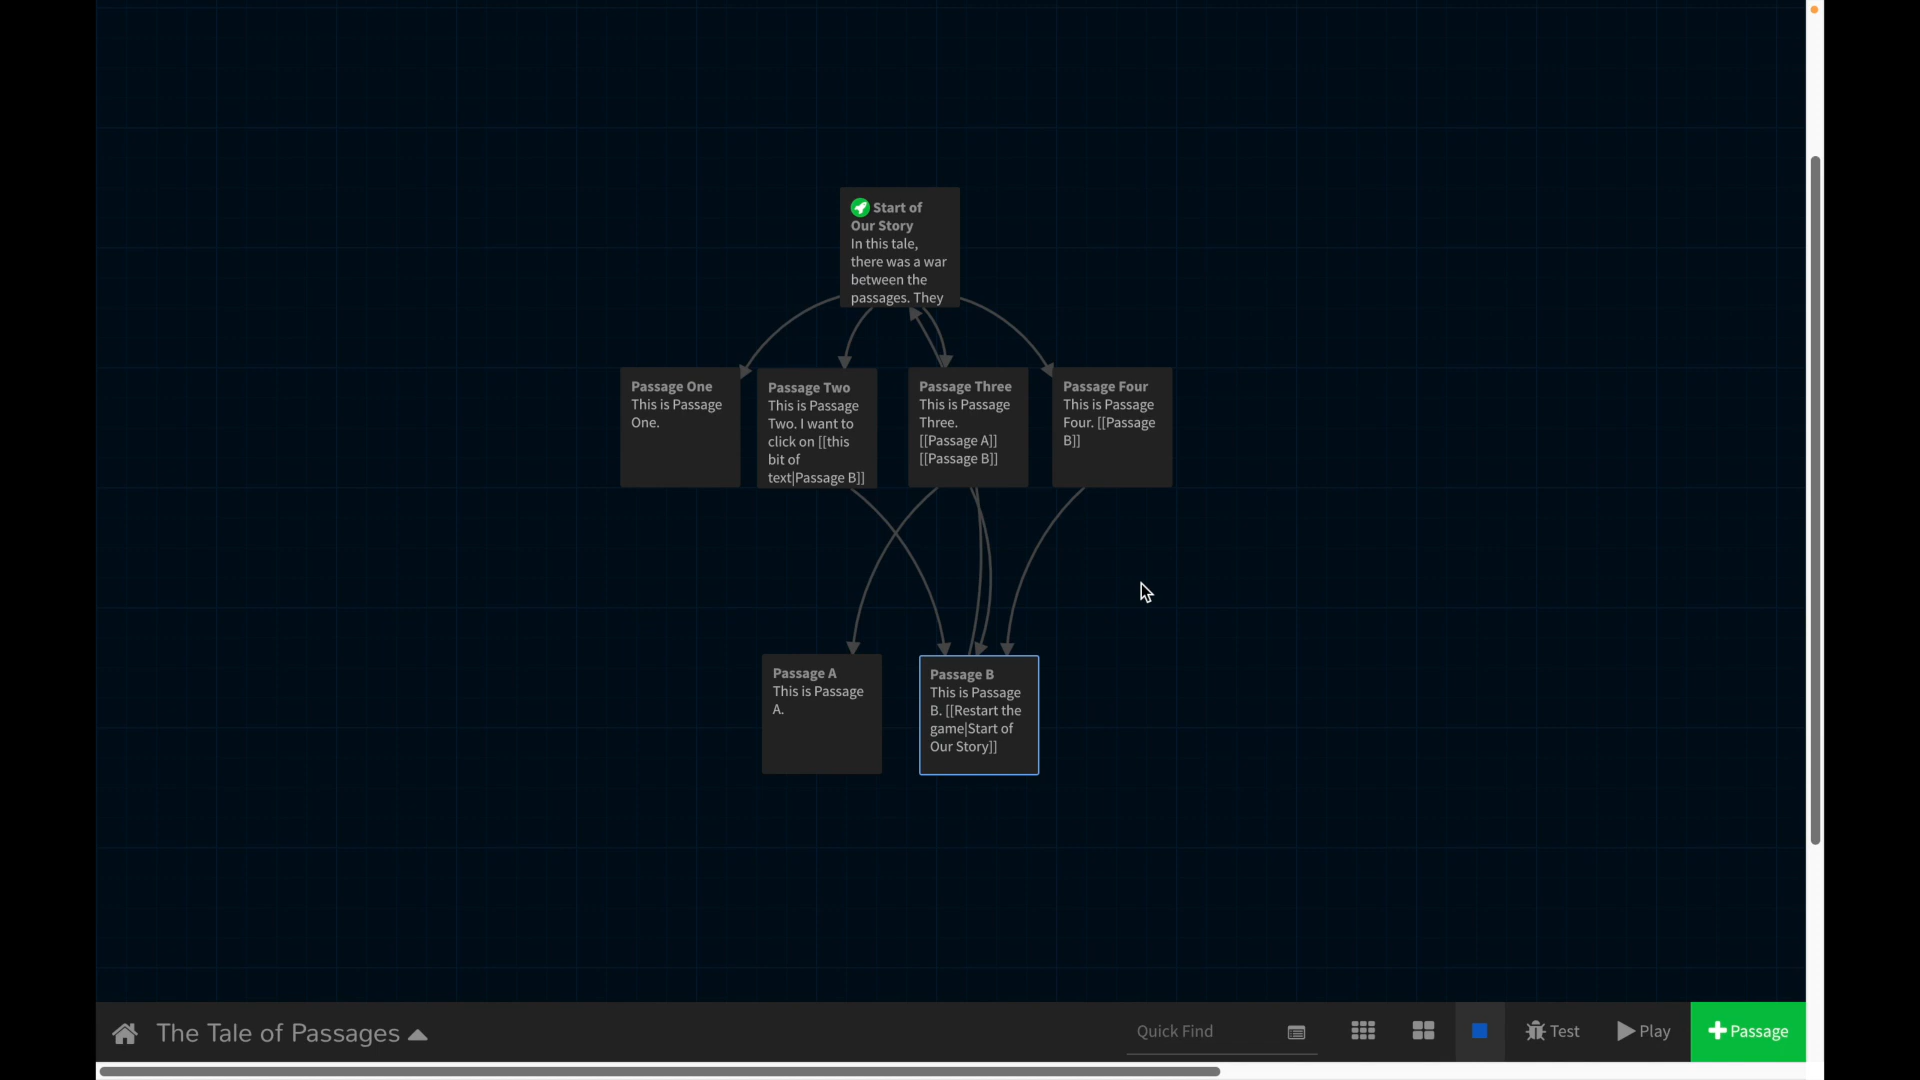 Start of
Our Story
In this tale,
there was a war
between the
passages. They
Passage One
This is Passage
One.
Passage Two
This is Passage
Two. I want to
click on [[this
bit of
text|Passage B]]
Passage Three
This is Passage
Three.
[[Passage A]]
[[Passage B]]
Passage Four
This is Passage
Four. [[Passage
B]]
Passage A
This is Passage
A.
Passage B
This is Passage
B. [[Restart the
game|Start of
Our Story]]
The Tale of Passages
Quick Find
Test
Play
Passage